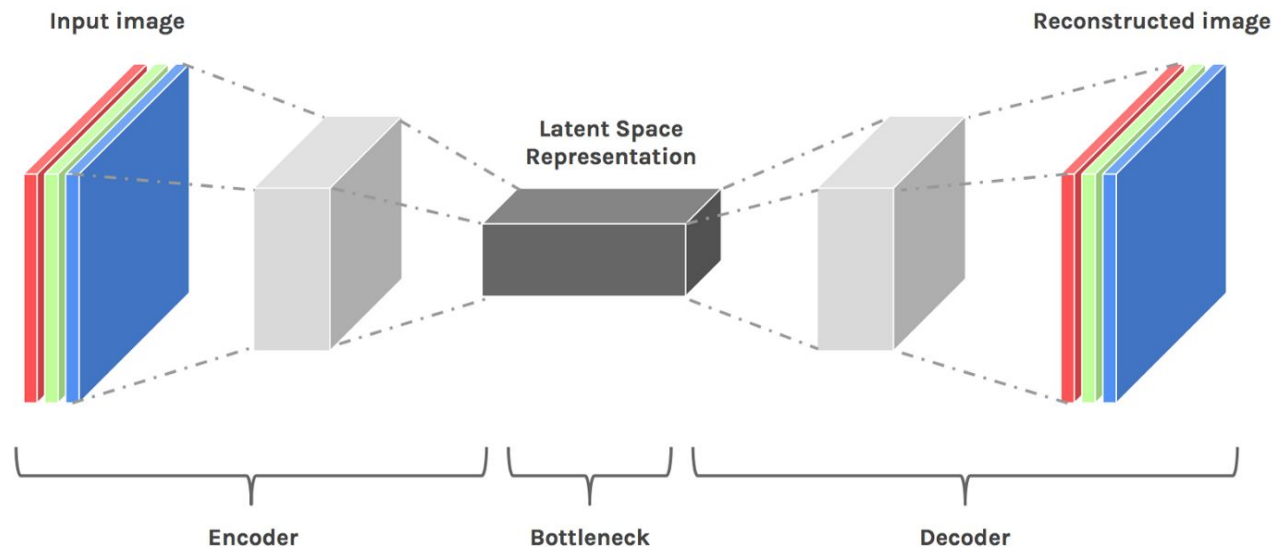 Input image
Reconstructed image
Latent Space
Representation
Encoder
Bottleneck
Decoder